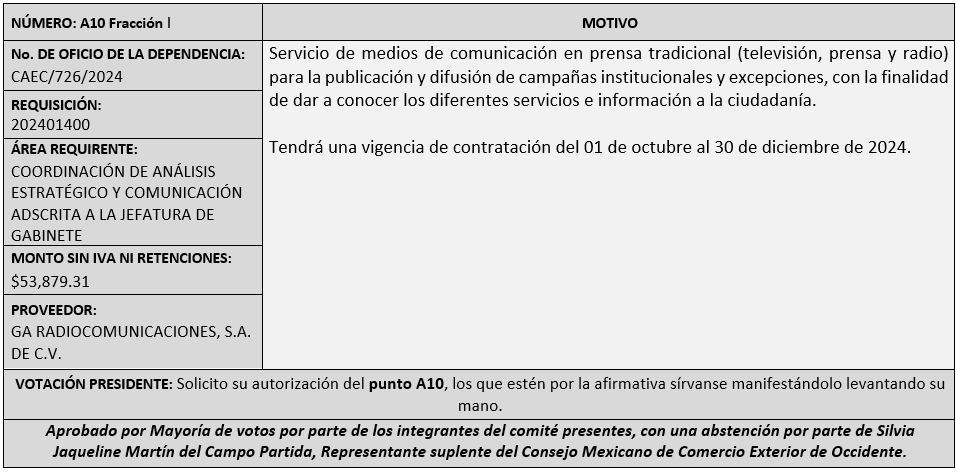 NÚMERO: A10 Fracción I
MOTIVO
No. DE OFICIO DE LA DEPENDENCIA:
CAEC/726/2024
REQUISICIÓN:
202401400
ÁREA REQUIRENTE:
COORDINACIÓN DE ANÁLISIS
ESTRATÉGICO Y COMUNICACIÓN
ADSCRITA A LA JEFATURA DE
GABINETE
MONTO SIN IVA NI RETENCIONES:
$53,879.31
PROVEEDOR:
GA RADIOCOMUNICACIONES, S.A.
DE C.V.
Servicio de medios de comunicación en prensa tradicional (televisión, prensa y radio)
para la publicación y difusión de campañas institucionales y excepciones, con la finalidad
de dar a conocer los diferentes servicios e información a la ciudadanía.
Tendrá una vigencia de contratación del 01 de octubre al 30 de diciembre de 2024.
VOTACIÓN PRESIDENTE: Solicito su autorización del punto A10, los que estén por la afirmativa sírvanse manifestándolo levantando su
mano.
Aprobado por Mayoría de votos por parte de los integrantes del comité presentes, con una abstención por parte de Silvia
Jaqueline Martín del Campo Partida, Representante suplente del Consejo Mexicano de Comercio Exterior de Occidente.